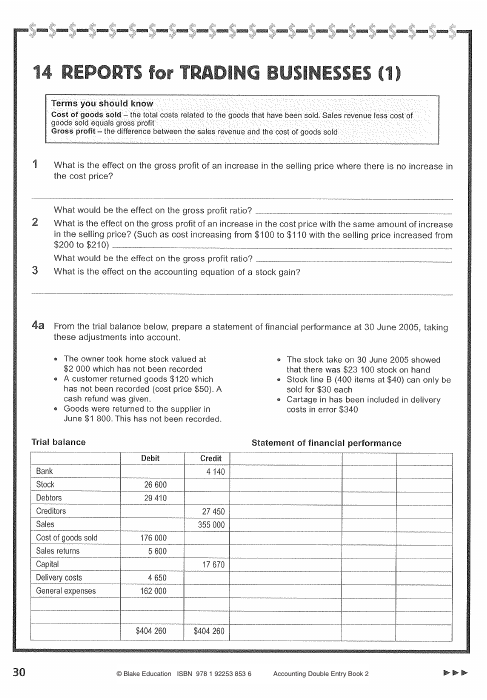 14 REPORTS for TRADING BUSINESSES (1)
Terms you should know
Cost of goods sold – the total costs related to the goods that have been sold. Sales revenue less cost of
goods sold equals gross profit
Gross profit – the difference between the sales revenue and the cost of goods sold
1 What is the effect on the gross profit of an increase in the selling price where there is no increase in
the cost price?
What would be the effect on the gross profit ratio?
2 What is the effect on the gross profit of an increase in the cost price with the same amount of increase
in the selling price? (Such as cost increasing from $100 to $110 with the selling price increased from
$200 to $210)
What would be the effect on the gross profit ratio?
3 What is the effect on the accounting equation of a stock gain?
4a From the trial balance below, prepare a statement of financial performance at 30 June 2005, taking
these adjustments into account.
• The owner took home stock valued at
$2 000 which has not been recorded
• A customer returned goods $120 which
has not been recorded (cost price $50). A
cash refund was given.
• Goods were returned to the supplier in
June $1 800. This has not been recorded.
• The stock take on 30 June 2005 showed
that there was $23 100 stock on hand
• Stock line B (400 items at $40) can only be
sold for $30 each
• Cartage in has been included in delivery
costs in error $340
Trial balance
Statement of financial performance
Debit Credit
Bank 4 140
Stock 26 600
Debtors 29 410
Creditors 27 450
Sales 355 000
Cost of goods sold 176 000
Sales returns 5 600
Capital 17 670
Delivery costs 4 650
General expenses 162 000
$404 260 $404 260
30 © Blake Education ISBN 978 1 92253 853 6 Accounting Double Entry Book 2